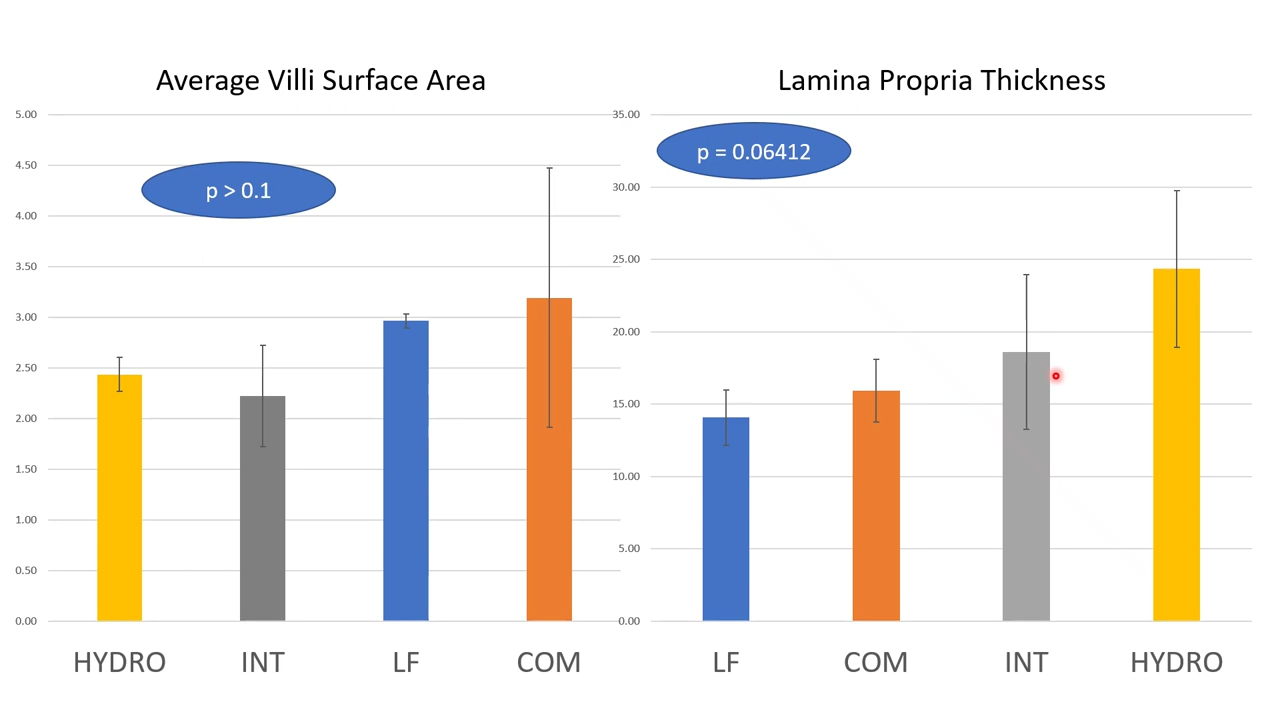 Average Villi Surface Area
5.00
4.50
4.00
3.50
3.00
2.50
2.00
1.50
1.00
0.50
0.00
p > 0.1
HYDRO
INT
LF
COM
Lamina Propria Thickness
35.00
30.00
25.00
20.00
15.00
10.00
5.00
0.00
p = 0.06412
LF
COM
INT
HYDRO